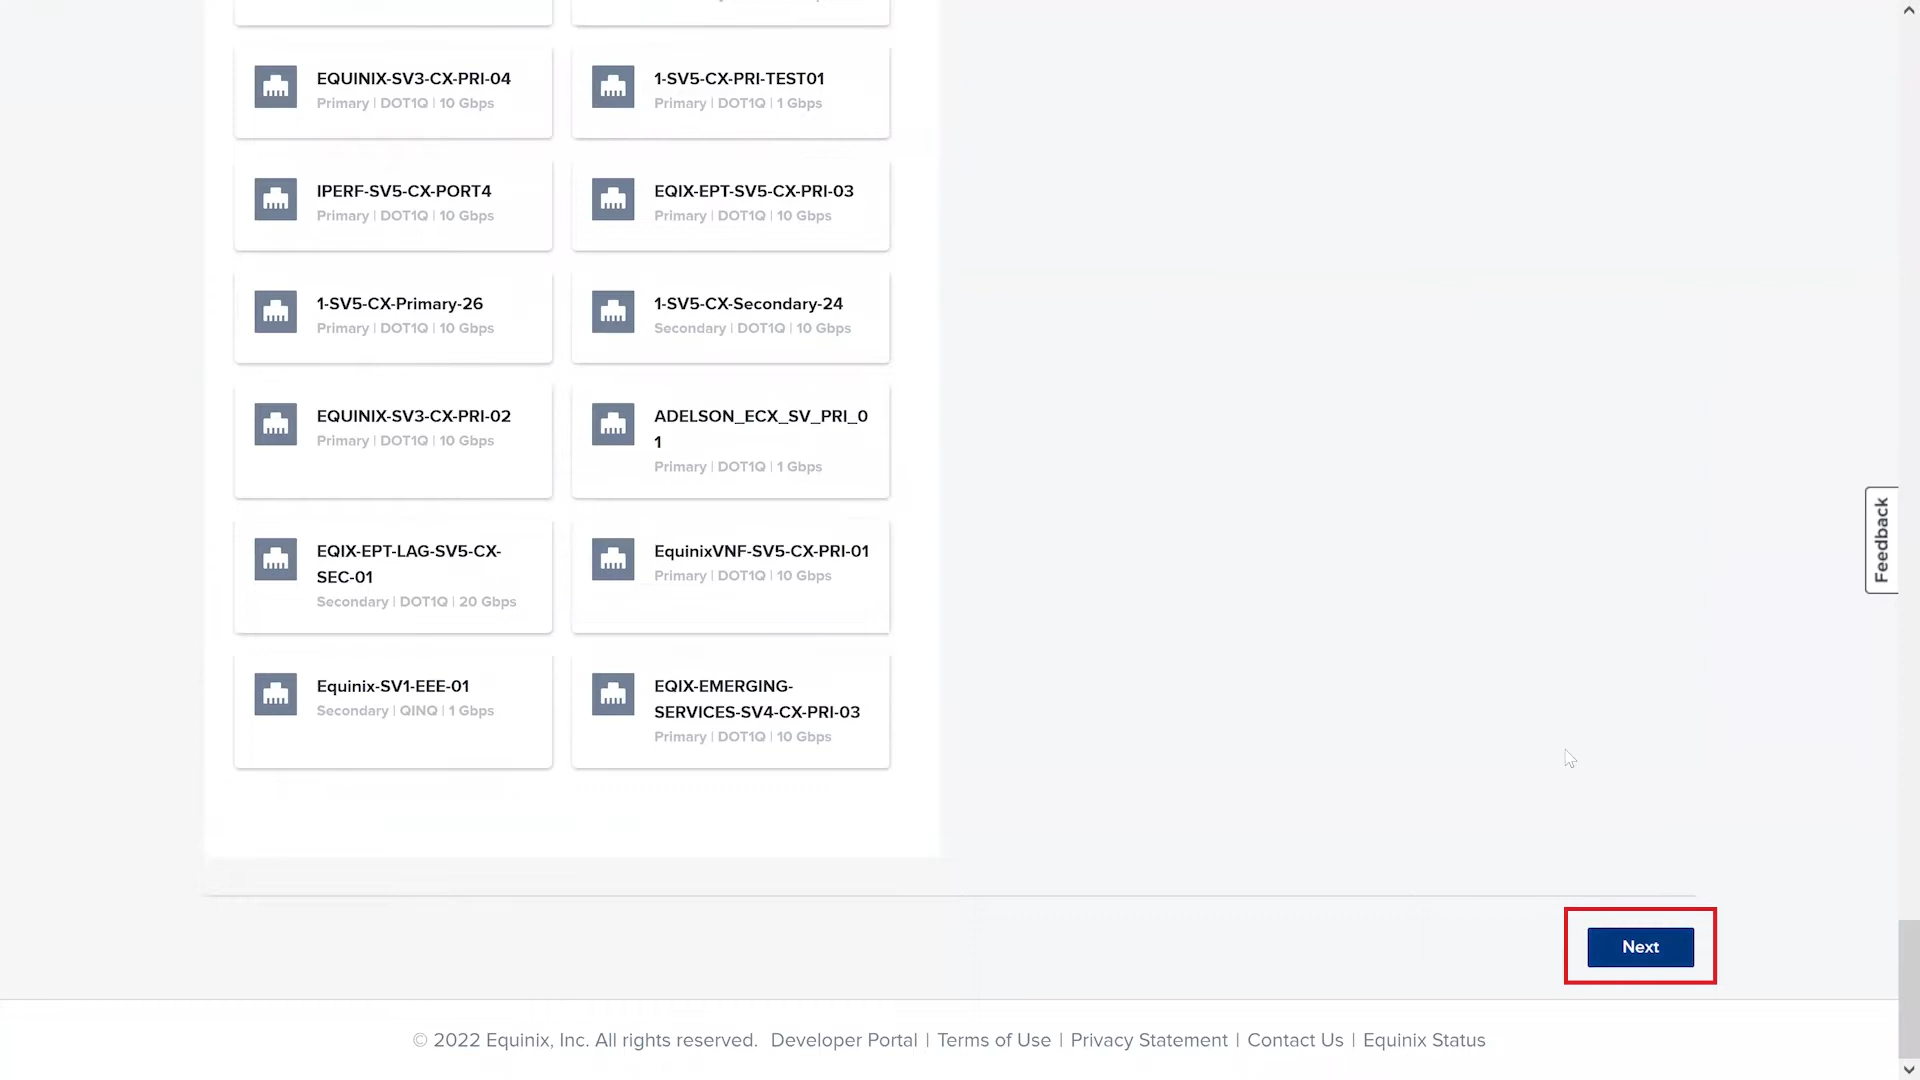 EQUINIX-SV3-CX-PRI-04
Primary | DOT1Q | 10 Gbps
1-SV5-CX-PRI-TEST01
Primary | DOT1Q | 1 Gbps
IPERF-SV5-CX-PORT4
Primary | DOT1Q | 10 Gbps
EQIX-EPT-SV5-CX-PRI-03
Primary | DOT1Q | 10 Gbps
1-SV5-CX-Primary-26
Primary | DOT1Q | 10 Gbps
1-SV5-CX-Secondary-24
Secondary | DOT1Q | 10 Gbps
EQUINIX-SV3-CX-PRI-02
Primary | DOT1Q | 10 Gbps
ADELSON_ECX_SV_PRI_0
1
Primary | DOT1Q | 1 Gbps
EQIX-EPT-LAG-SV5-CX-
SEC-01
Secondary | DOT1Q | 20 Gbps
EquinixVNF-SV5-CX-PRI-01
Primary | DOT1Q | 10 Gbps
Equinix-SV1-EEE-01
Secondary | QINQ | 1 Gbps
EQIX-EMERGING-
SERVICES-SV4-CX-PRI-03
Primary | DOT1Q | 10 Gbps
Feedback
Next
© 2022 Equinix, Inc. All rights reserved. Developer Portal | Terms of Use | Privacy Statement | Contact Us | Equinix Status